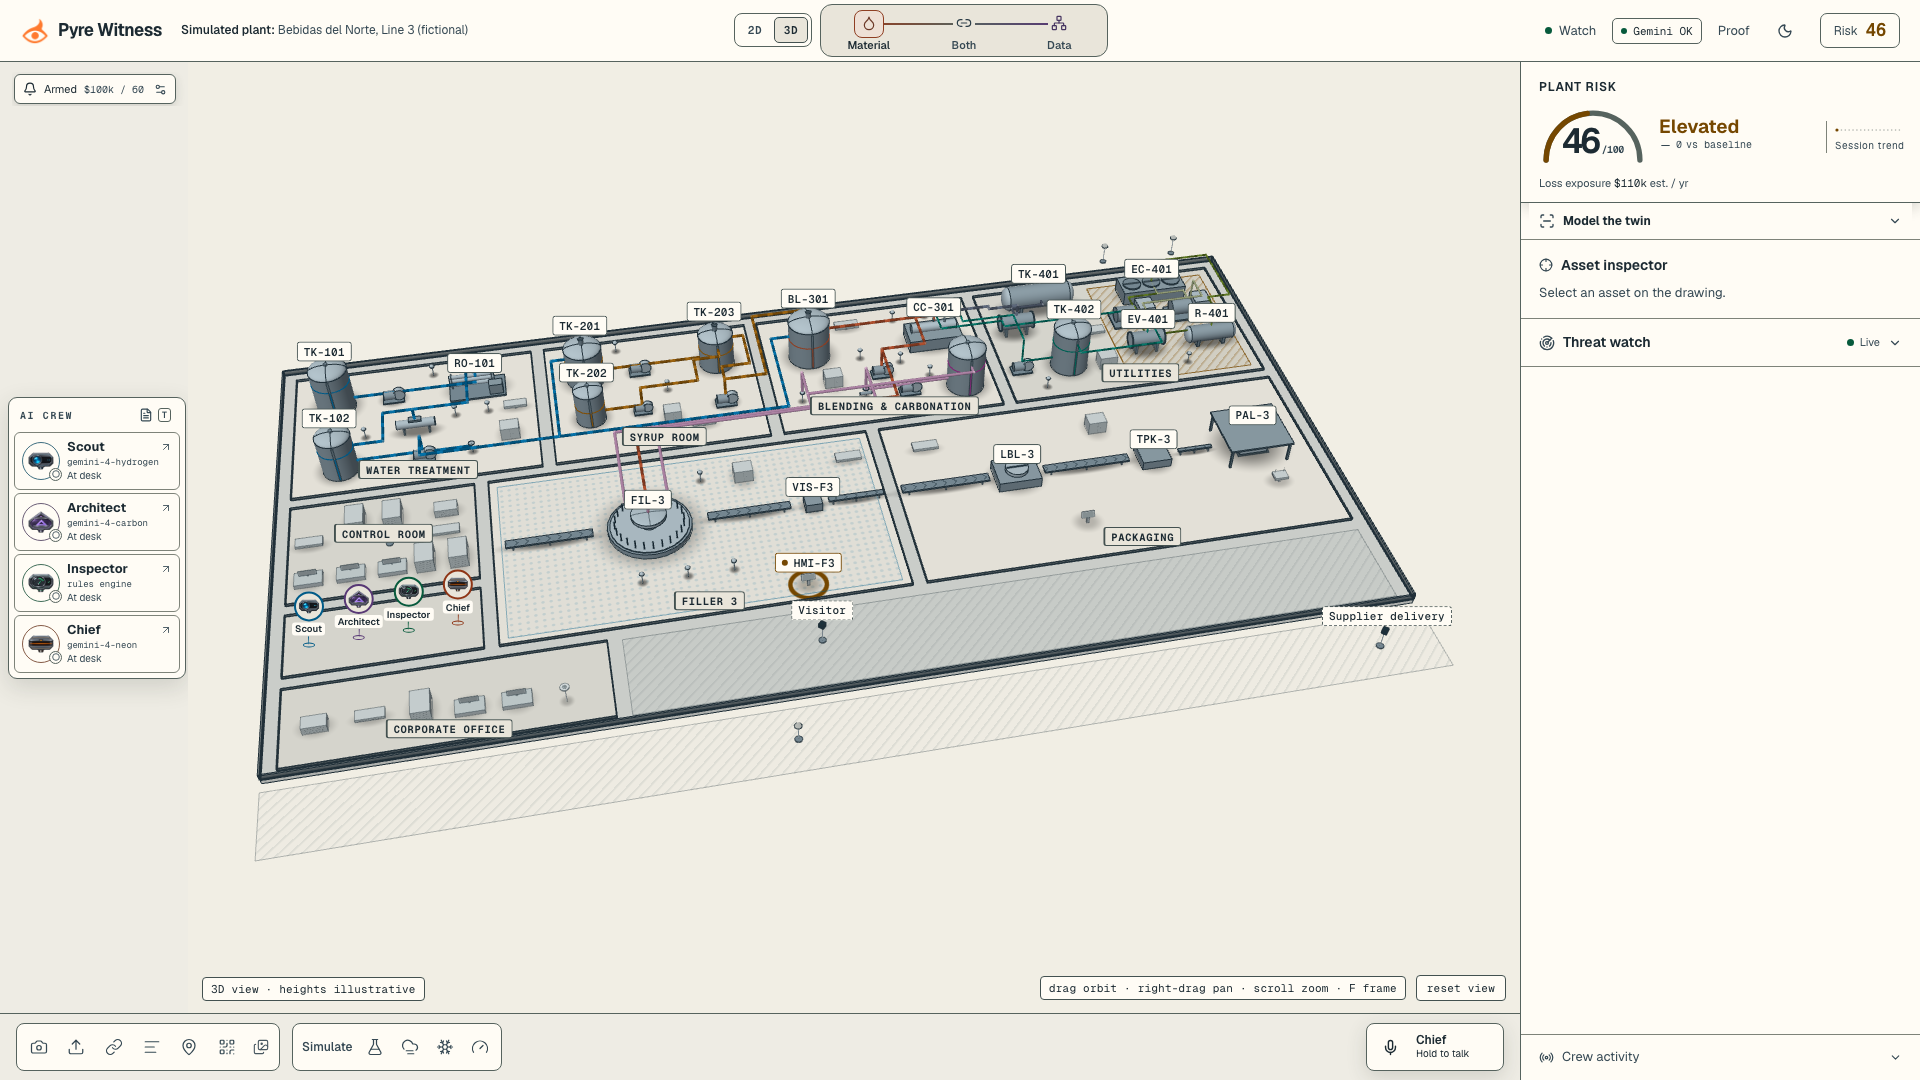 Pyre Witness
Simulated plant: Bebidas del Norte, Line 3 (fictional)
2D
3D
Material
Both
Data
Watch
Gemini OK
Proof
Risk 46
Armed $100k / 60
PLANT RISK
46/100
Elevated
— 0 vs baseline
Session trend
Loss exposure $110k est. / yr
Model the twin
Asset inspector
Select an asset on the drawing.
Threat watch
Live
AI CREW
T
Scout
gemini-4-hydrogen
At desk
Architect
gemini-4-carbon
At desk
Inspector
rules engine
At desk
Chief
gemini-4-neon
At desk
TK-401
EC-401
BL-301
CC-301
TK-402
EV-401
R-401
TK-203
TK-201
TK-101
RO-101
TK-202
UTILITIES
BLENDING & CARBONATION
TK-102
SYRUP ROOM
WATER TREATMENT
PAL-3
TPK-3
LBL-3
VIS-F3
FIL-3
CONTROL ROOM
PACKAGING
HMI-F3
FILLER 3
Visitor
Supplier delivery
Scout
Architect
Inspector
Chief
CORPORATE OFFICE
3D view · heights illustrative
drag orbit · right-drag pan · scroll zoom · F frame
reset view
Simulate
Chief
Hold to talk
Crew activity